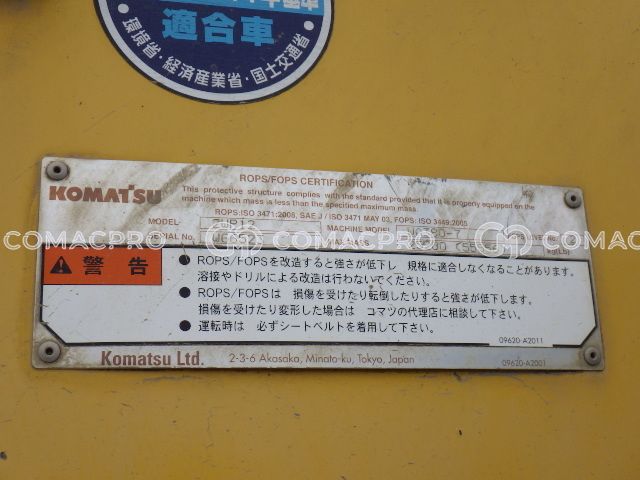 適合車
・環境省・経済産業省・国土交通省・
KOMATSU
ROPS/FOPS CERTIFICATION
This protective structure complies with the standard provided that it is properly equipped on the
machine which mass is less than the specified maximum mass.
ROPS: ISO 3471:2008, SAE J / ISO 3471 MAY 03, FOPS: ISO 3449:2005
MODEL
MACHINE MODEL
SERIAL No.
MAX. MASS
kg(Lb)
COMACPRO COMACPRO COMACPRO
警告
● ROPS/FOPSを改造すると強さが低下し 規格に適合しなくなることがあります。
溶接やドリルによる改造は行わないでください。
● ROPS/FOPSは 損傷を受けたり転倒したりすると強さが低下します。
損傷を受けたり変形した場合は コマツの代理店に相談して下さい。
● 運転時は 必ずシートベルトを着用して下さい。
09620-A2011
Komatsu Ltd. 2-3-6 Akasaka, Minato-ku, Tokyo, Japan
09620-A2001